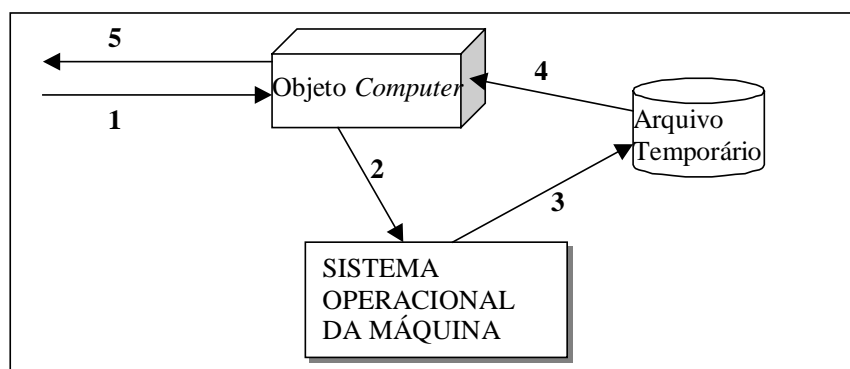 5
Objeto Computer
1
4
Arquivo
Temporário
2
3
SISTEMA
OPERACIONAL
DA MÁQUINA